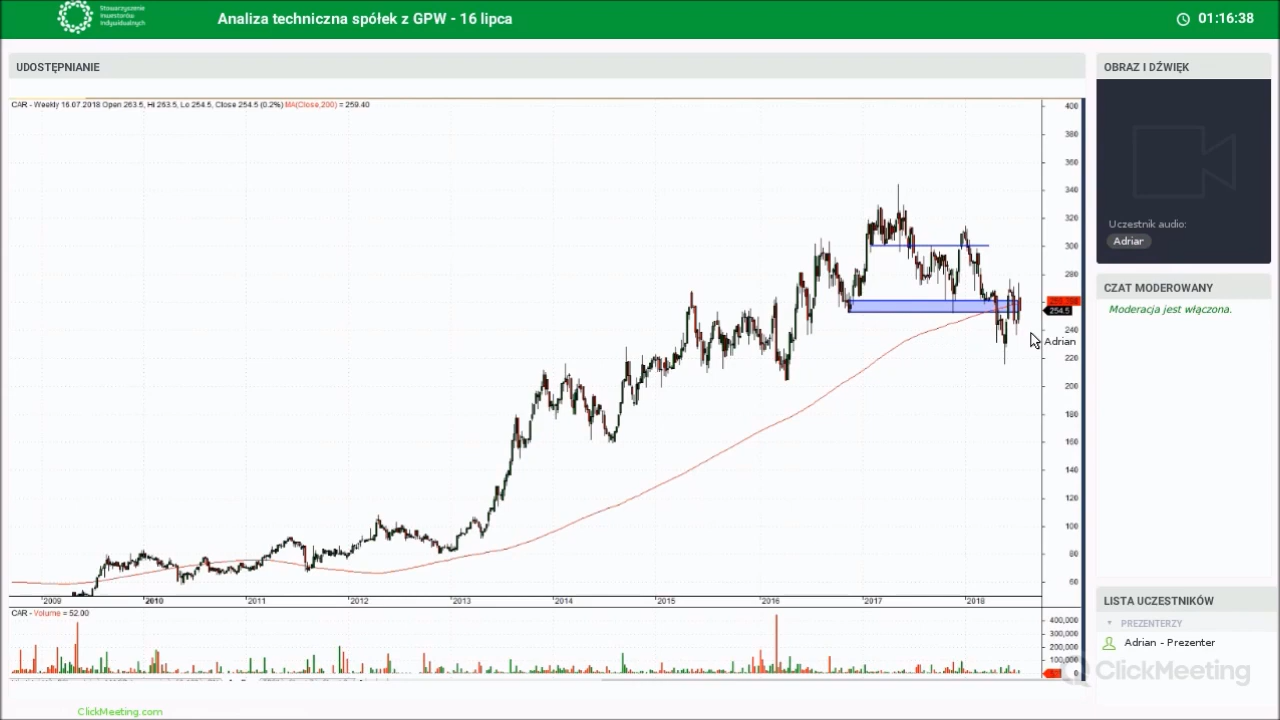 Stowarzyszenie
Inwestorów
Indywidualnych
Analiza techniczna spółek z GPW - 16 lipca
01:16:38
UDOSTĘPNIANIE
OBRAZ I DŹWIĘK
CAR - Weekly 16.07.2018 Open 263.5, Hi 263.5, Lo 254.5, Close 254.5 (0.2%) MA(Close,200) = 259.40
400
380
360
340
320
300
280
254.5
240
220
200
180
160
140
120
100
80
60
Adrian
2009
2010
2011
2012
2013
2014
2015
2016
2017
2018
CAR - Volume = 52.00
400,000
300,000
200,000
100,000
0
Uczestnik audio:
Adriar
CZAT MODEROWANY
Moderacja jest włączona.
LISTA UCZESTNIKÓW
PREZENTERZY
Adrian - Prezenter
ClickMeeting
ClickMeeting.com